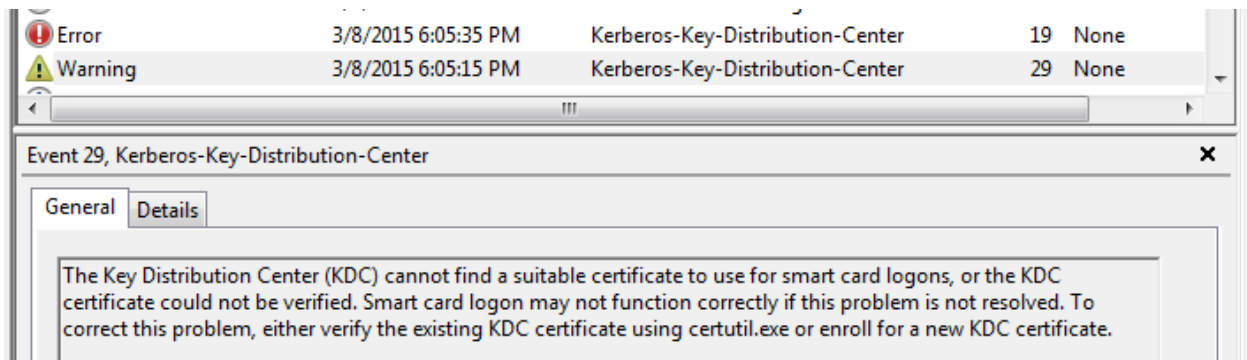 Error 3/8/2015 6:05:35 PM Kerberos-Key-Distribution-Center 19 None
Warning 3/8/2015 6:05:15 PM Kerberos-Key-Distribution-Center 29 None
Event 29, Kerberos-Key-Distribution-Center
General Details
The Key Distribution Center (KDC) cannot find a suitable certificate to use for smart card logons, or the KDC
certificate could not be verified. Smart card logon may not function correctly if this problem is not resolved. To
correct this problem, either verify the existing KDC certificate using certutil.exe or enroll for a new KDC certificate.